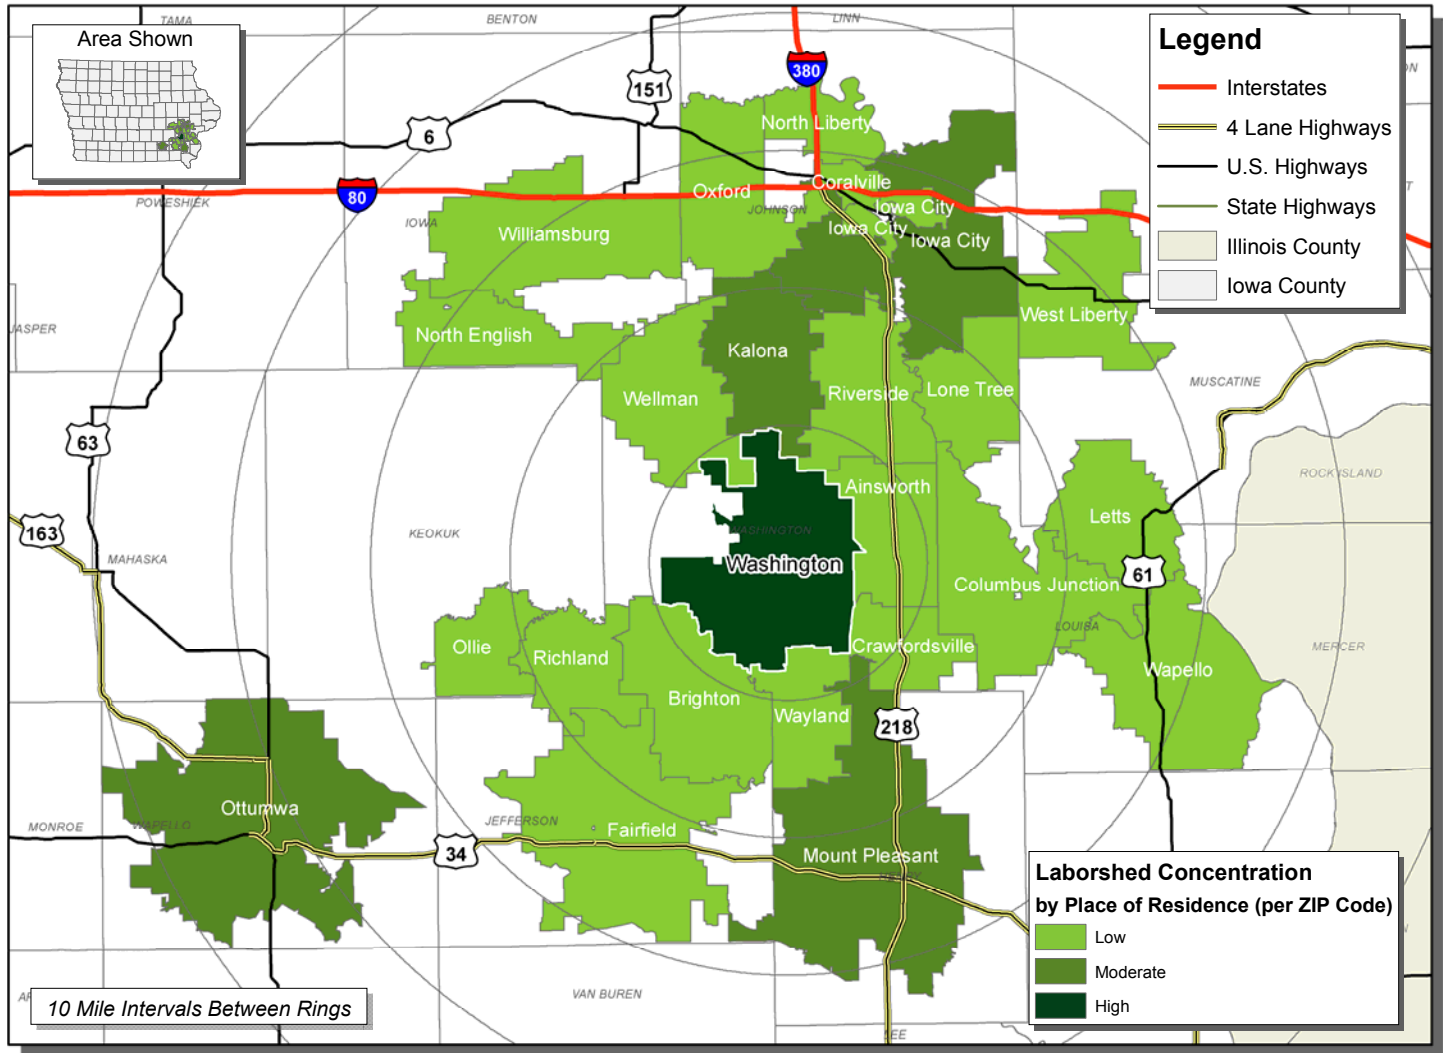 TAMA
BENTON
LINN
Area Shown
Legend
Interstates
4 Lane Highways
U.S. Highways
State Highways
Illinois County
Iowa County
380
151
6
80
North Liberty
Coralville
Oxford
Iowa City
POWESHIEK
IOWA
JOHNSON
Williamsburg
Iowa City
Iowa City
West Liberty
JASPER
North English
Kalona
MUSCATINE
Wellman
Riverside
Lone Tree
63
ROCK ISLAND
Ainsworth
Letts
163
KEOKUK
WASHINGTON
MAHASKA
Washington
61
Columbus Junction
LOUISA
Ollie
Richland
Crawfordsville
MERCER
Wapello
Brighton
Wayland
218
Ottumwa
MONROE
WAPELLO
JEFFERSON
Fairfield
34
Mount Pleasant
HENRY
Laborshed Concentration
by Place of Residence (per ZIP Code)
Low
Moderate
High
VAN BUREN
10 Mile Intervals Between Rings